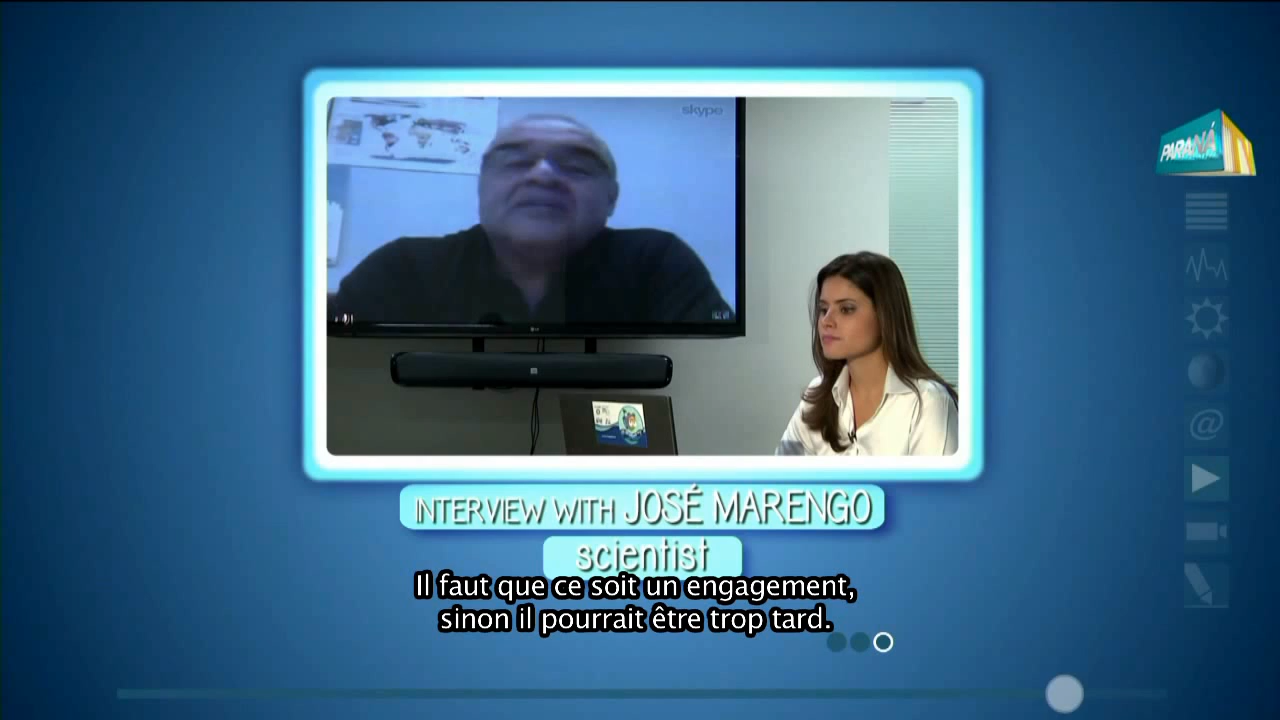 skype
PARANÁ
TV
INTERVIEW WITH JOSÉ MARENGO
scientist
Il faut que ce soit un engagement,
sinon il pourrait être trop tard.
@